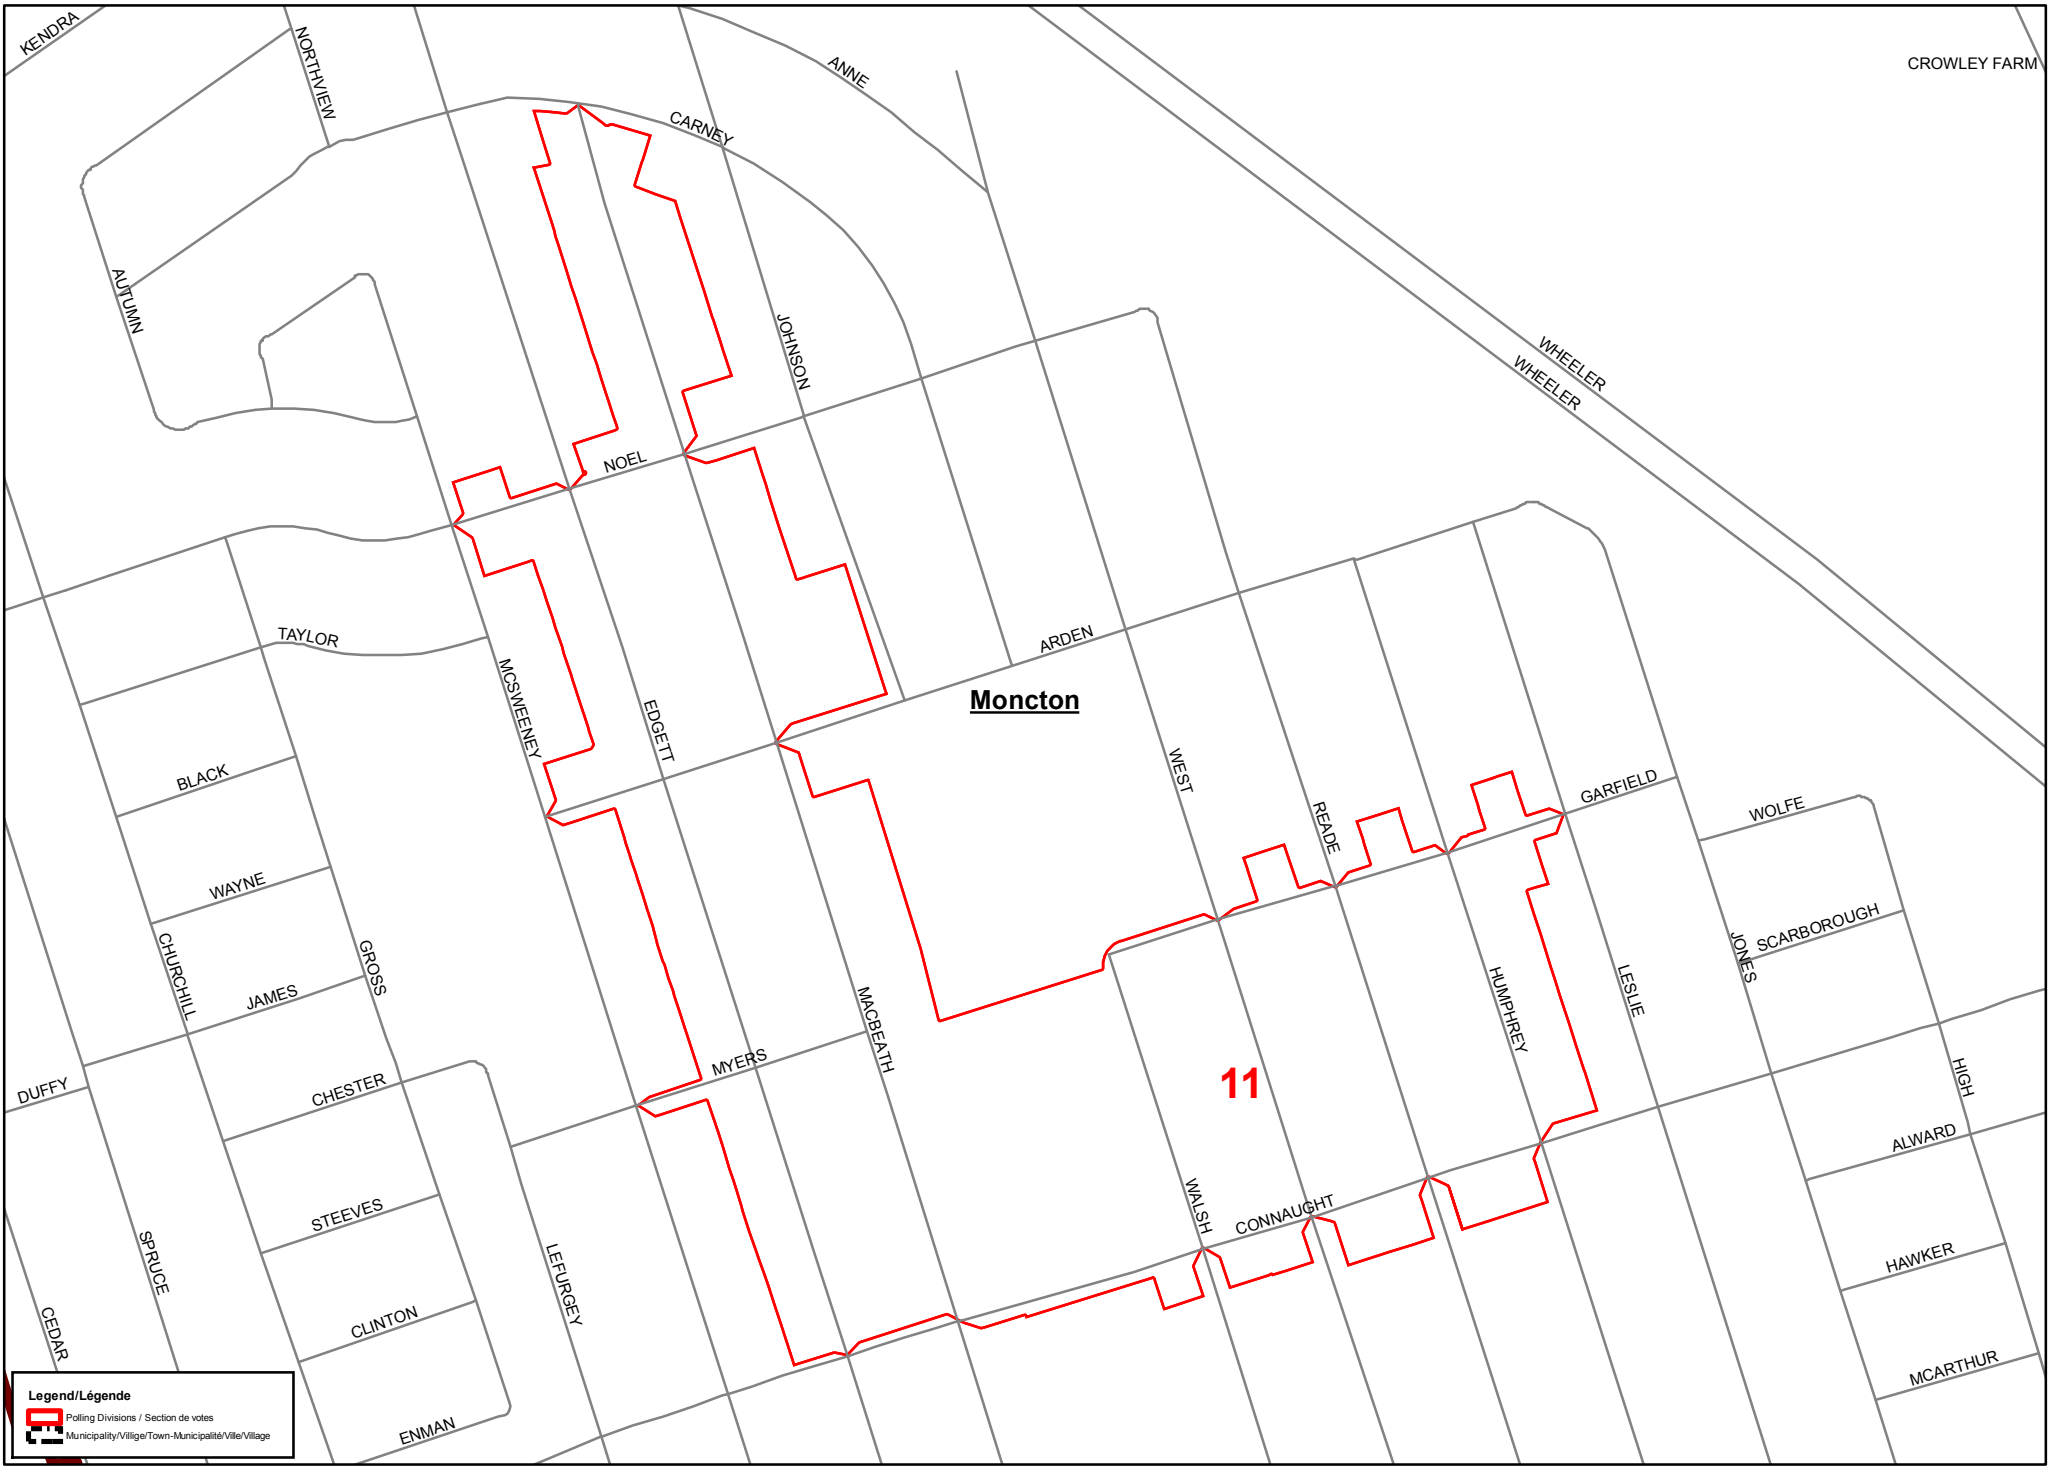 KENDRA
NORTHVIEW
ANNE
CROWLEY FARM
CARNEY
AUTUMN
JOHNSON
WHEELER
WHEELER
NOEL
TAYLOR
ARDEN
MCSWEENEY
EDGETT
Moncton
WEST
BLACK
READE
GARFIELD
WOLFE
WAYNE
CHURCHILL
GROSS
SCARBOROUGH
JONES
JAMES
MACBEATH
HUMPHREY
LESLIE
MYERS
11
HIGH
DUFFY
CHESTER
ALWARD
STEEVES
WALSH
CONNAUGHT
SPRUCE
LEFURGEY
HAWKER
CEDAR
CLINTON
MCARTHUR
ENMAN
Legend/Légende
Polling Divisions / Section de votes
Municipality/Villige/Town-Municipalité/Ville/Village